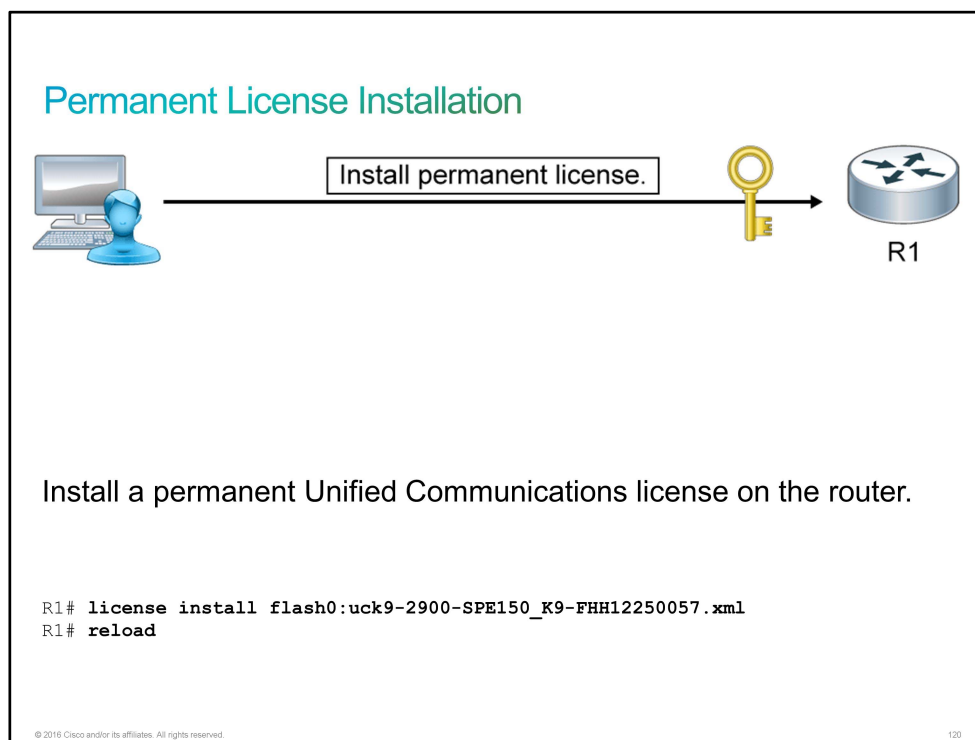 Permanent License Installation
Install permanent license.
R1
Install a permanent Unified Communications license on the router.
R1# license install flash0:uck9-2900-SPE150_K9-FHH12250057.xml
R1# reload
© 2016 Cisco and/or its affiliates. All rights reserved.
120